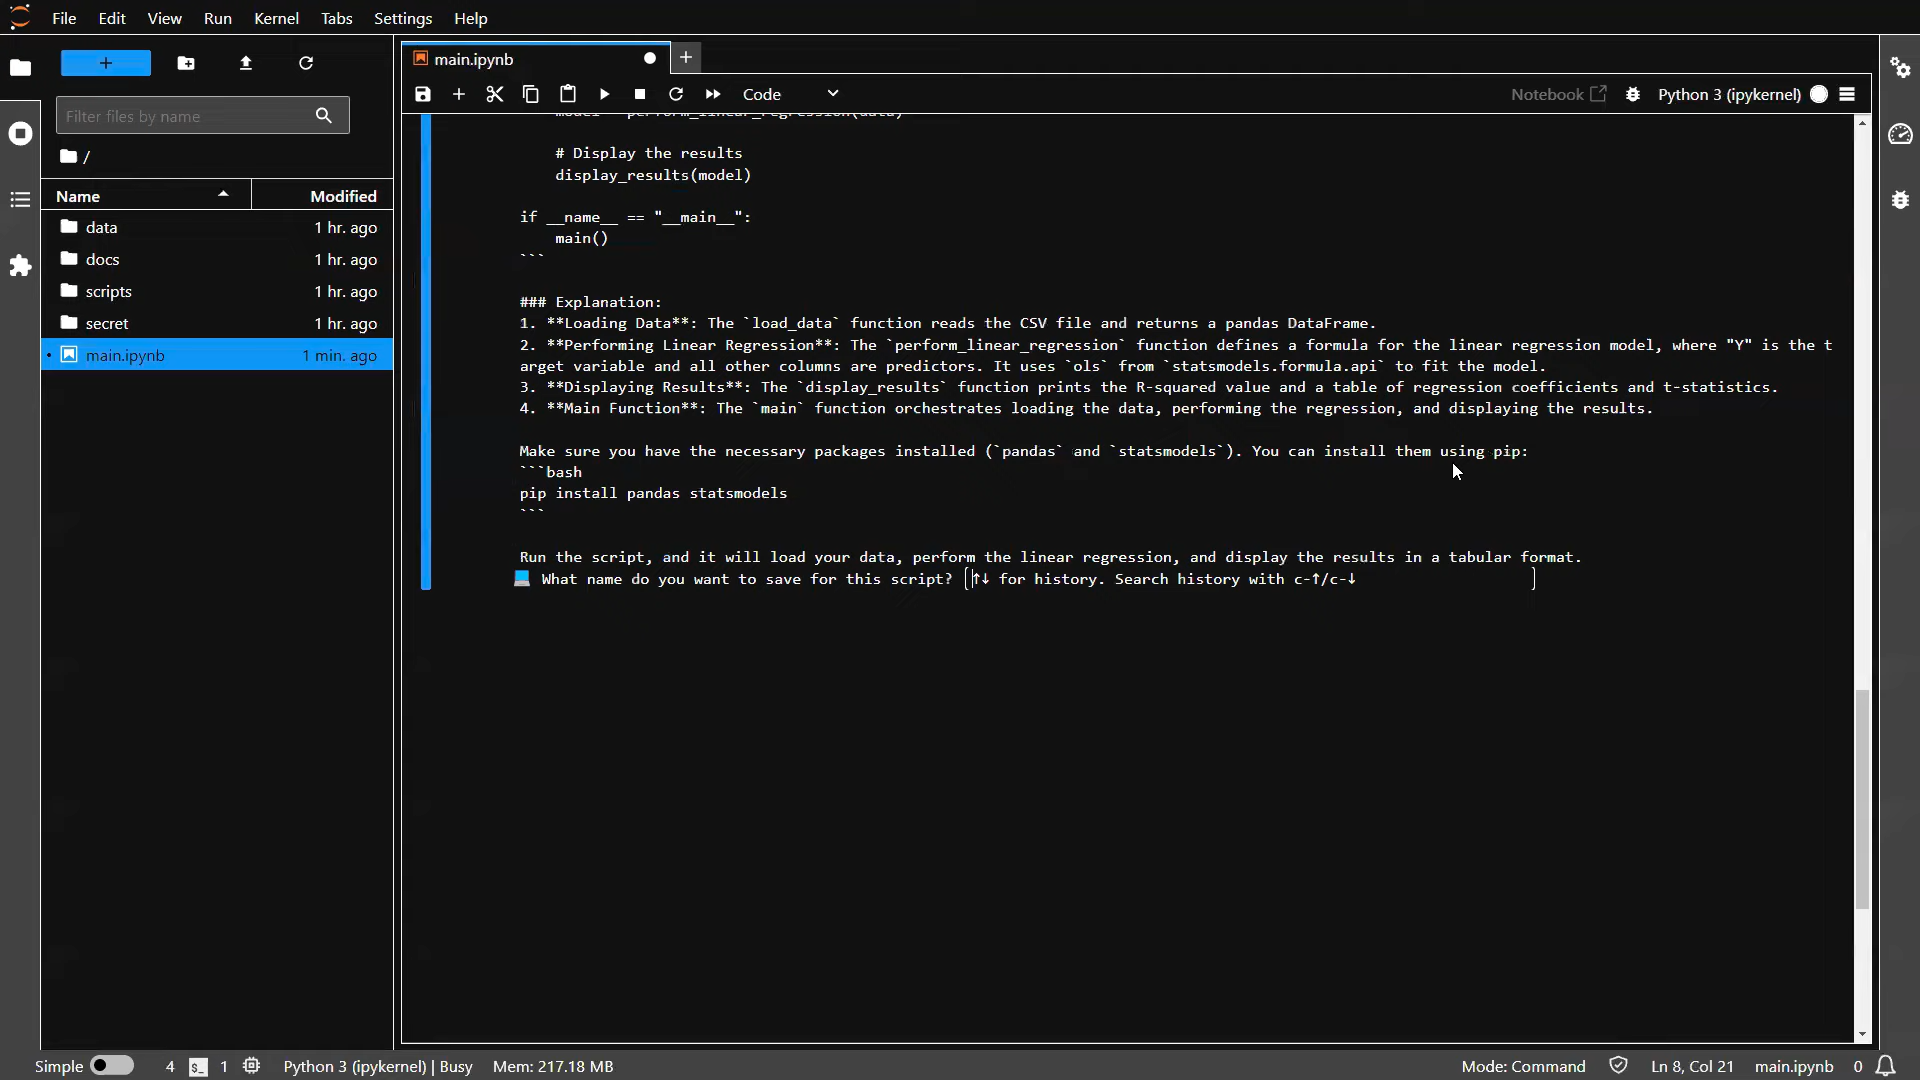 File Edit View Run Kernel Tabs Settings Help
main.ipynb
Code
Notebook
Python 3 (ipykernel)
Filter files by name
/
Name Modified
data 1 hr. ago
docs 1 hr. ago
scripts 1 hr. ago
secret 1 hr. ago
main.ipynb 1 min. ago
model = perform_linear_regression(data)
# Display the results
display_results(model)
if __name__ == "__main__":
main()
```
### Explanation:
1. **Loading Data**: The `load_data` function reads the CSV file and returns a pandas DataFrame.
2. **Performing Linear Regression**: The `perform_linear_regression` function defines a formula for the linear regression model, where "Y" is the t
arget variable and all other columns are predictors. It uses `ols` from `statsmodels.formula.api` to fit the model.
3. **Displaying Results**: The `display_results` function prints the R-squared value and a table of regression coefficients and t-statistics.
4. **Main Function**: The `main` function orchestrates loading the data, performing the regression, and displaying the results.
Make sure you have the necessary packages installed (`pandas` and `statsmodels`). You can install them using pip:
```bash
pip install pandas statsmodels
```
Run the script, and it will load your data, perform the linear regression, and display the results in a tabular format.
What name do you want to save for this script? ↑↓ for history. Search history with c-↑/c-↓
Simple 4 $_ 1 Python 3 (ipykernel) | Busy Mem: 217.18 MB
Mode: Command Ln 8, Col 21 main.ipynb 0